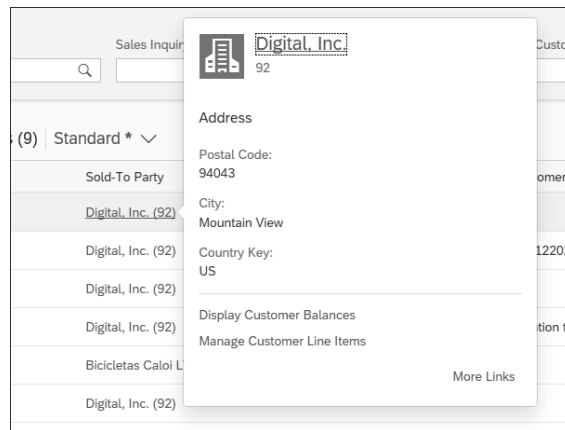 Sales Inquiry
Custo
(9) Standard *
Sold-To Party
omer
Digital, Inc. (92)
Digital, Inc. (92)
1220
Digital, Inc. (92)
Digital, Inc. (92)
ation t
Bicicletas Caloi L
Digital, Inc. (92)
Digital, Inc.
92
Address
Postal Code:
94043
City:
Mountain View
Country Key:
US
Display Customer Balances
Manage Customer Line Items
More Links